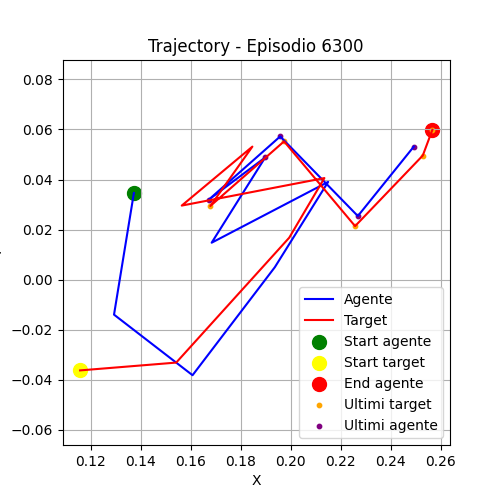 Trajectory - Episodio 6300
0.08
0.06
0.04
0.02
0.00
−0.02
−0.04
−0.06
Agente
Target
Start agente
Start target
End agente
Ultimi target
Ultimi agente
0.12 0.14 0.16 0.18 0.20 0.22 0.24 0.26
X